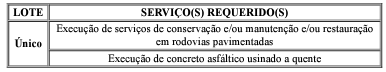 LOTE SERVIÇO(S) REQUERIDO(S)
Único
Execução de serviços de conservação e/ou manutenção e/ou restauração
em rodovias pavimentadas
Execução de concreto asfáltico usinado a quente